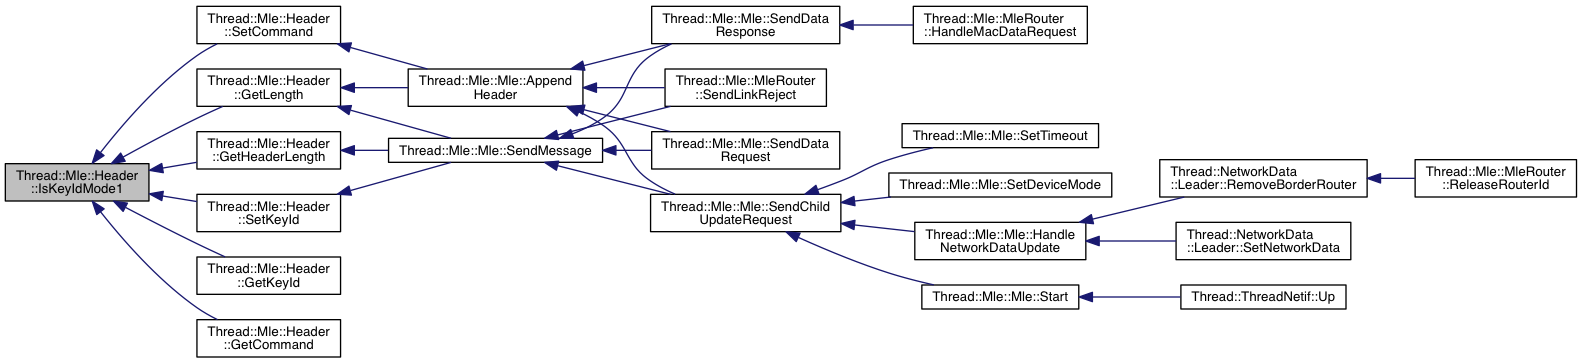 Thread::Mle::Header
::IsKeyIdMode1
Thread::Mle::Header
::SetCommand
Thread::Mle::Header
::GetLength
Thread::Mle::Header
::GetHeaderLength
Thread::Mle::Header
::SetKeyId
Thread::Mle::Header
::GetKeyId
Thread::Mle::Header
::GetCommand
Thread::Mle::Mle::Append
Header
Thread::Mle::Mle::SendMessage
Thread::Mle::Mle::SendData
Response
Thread::Mle::MleRouter
::SendLinkReject
Thread::Mle::Mle::SendData
Request
Thread::Mle::Mle::SendChild
UpdateRequest
Thread::Mle::MleRouter
::HandleMacDataRequest
Thread::Mle::Mle::SetTimeout
Thread::Mle::Mle::SetDeviceMode
Thread::Mle::Mle::Handle
NetworkDataUpdate
Thread::Mle::Mle::Start
Thread::NetworkData
::Leader::RemoveBorderRouter
Thread::NetworkData
::Leader::SetNetworkData
Thread::ThreadNetif::Up
Thread::Mle::MleRouter
::ReleaseRouterId